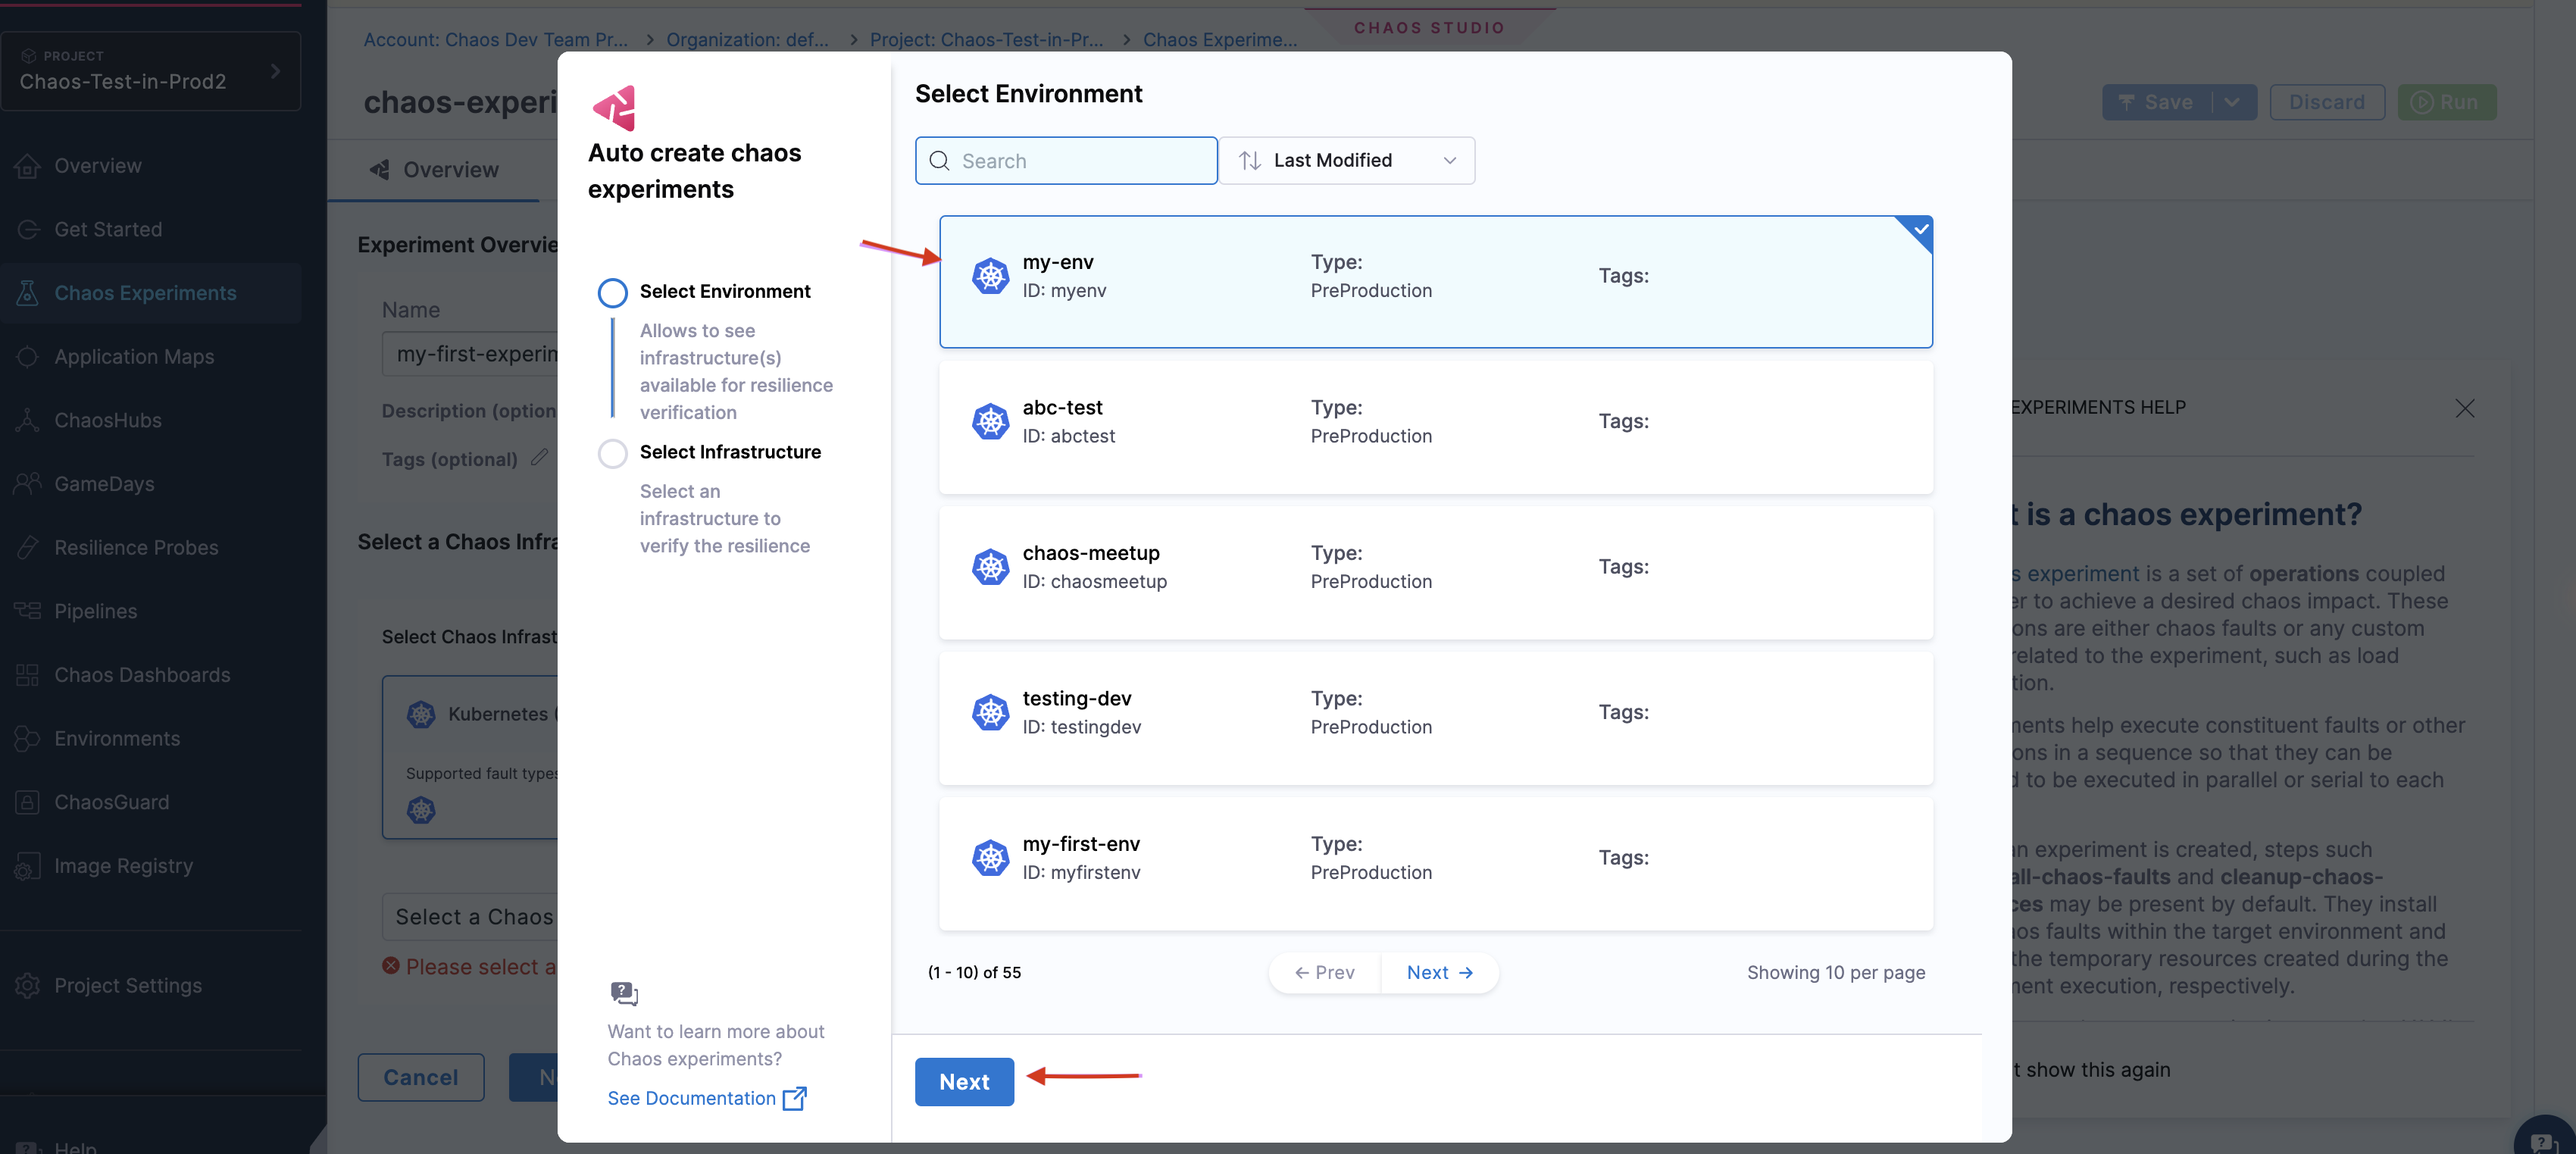 PROJECT
Chaos-Test-in-Prod2
Overview
Get Started
Chaos Experiments
Application Maps
ChaosHubs
GameDays
Resilience Probes
Pipelines
Chaos Dashboards
Environments
ChaosGuard
Image Registry
Project Settings
Help
CHAOS STUDIO
Account: Chaos Dev Team Pr... > Organization: def... > Project: Chaos-Test-in-Pr... > Chaos Experime...
chaos-experi
Save
Discard
Run
Overview
Experiment Overvie
Name
my-first-experim
Description (option
Tags (optional)
Select a Chaos Infra
Select Chaos Infrast
Kubernetes (
Supported fault types
Select a Chaos
Please select a
Cancel
N
Auto create chaos
experiments
Select Environment
Allows to see
infrastructure(s)
available for resilience
verification
Select Infrastructure
Select an
infrastructure to
verify the resilience
Want to learn more about
Chaos experiments?
See Documentation
Select Environment
Search
Last Modified
my-env
ID: myenv
Type:
PreProduction
Tags:
abc-test
ID: abctest
Type:
PreProduction
Tags:
chaos-meetup
ID: chaosmeetup
Type:
PreProduction
Tags:
testing-dev
ID: testingdev
Type:
PreProduction
Tags:
my-first-env
ID: myfirstenv
Type:
PreProduction
Tags:
(1 - 10) of 55
← Prev
Next →
Showing 10 per page
Next
EXPERIMENTS HELP
t is a chaos experiment?
s experiment is a set of operations coupled
er to achieve a desired chaos impact. These
ons are either chaos faults or any custom
related to the experiment, such as load
tion.
ments help execute constituent faults or other
ons in a sequence so that they can be
d to be executed in parallel or serial to each
an experiment is created, steps such
all-chaos-faults and cleanup-chaos-
ces may be present by default. They install
os faults within the target environment and
the temporary resources created during the
ment execution, respectively.
t show this again